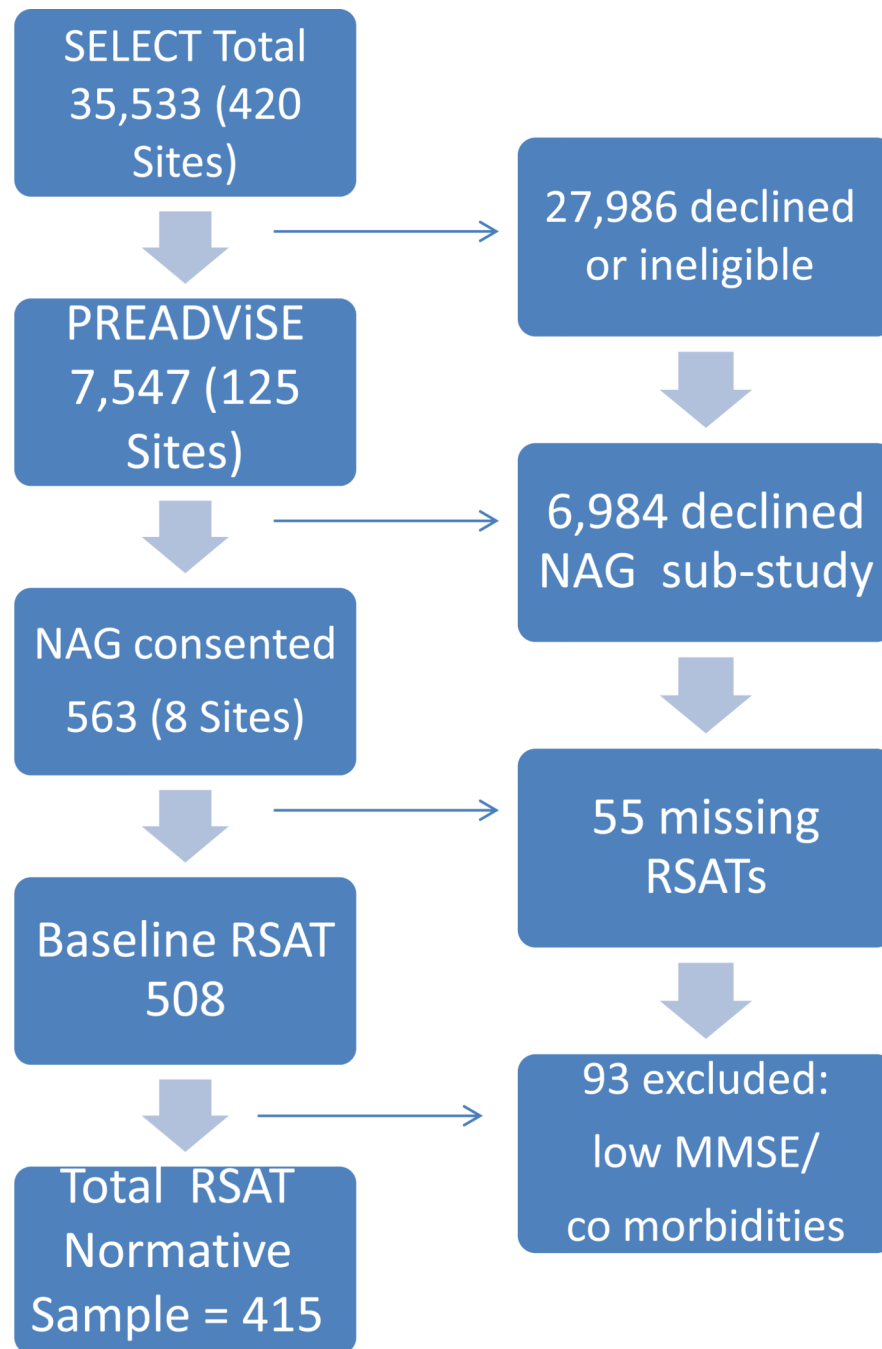 SELECT Total
35,533 (420
Sites)
27,986 declined
or ineligible
PREADViSE
7,547 (125
Sites)
6,984 declined
NAG sub-study
NAG consented
563 (8 Sites)
55 missing
RSATs
Baseline RSAT
508
93 excluded:
low MMSE/
co morbidities
Total RSAT
Normative
Sample = 415